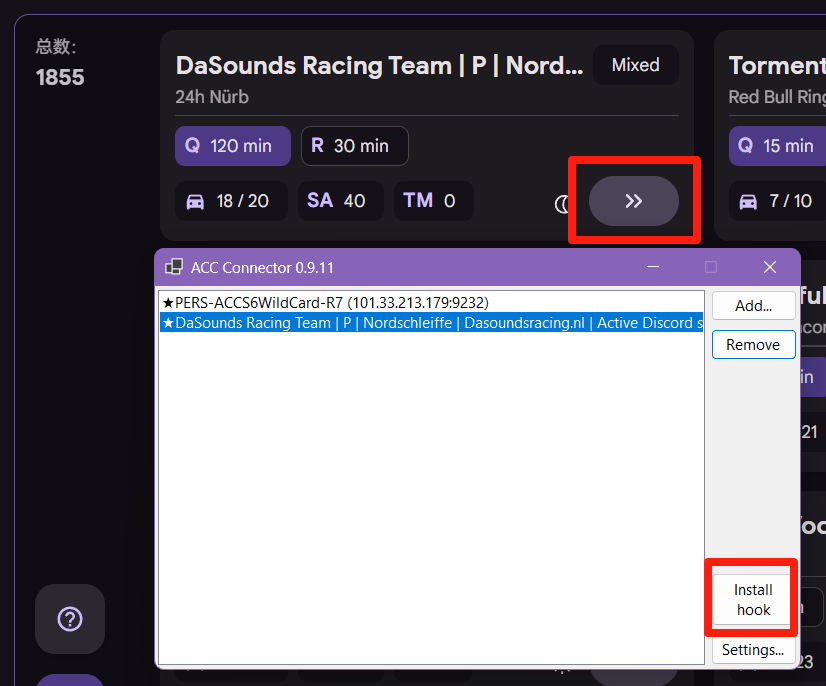 总数:
1855
DaSounds Racing Team | P | Nord...
Mixed
24h Nürb
Q 120 min
R 30 min
18 / 20
SA 40
TM 0
Torment
Red Bull Ring
Q 15 min
7 / 10
ACC Connector 0.9.11
★PERS-ACCS6WildCard-R7 (101.33.213.179:9232)
★DaSounds Racing Team | P | Nordschleiffe | Dasoundsracing.nl | Active Discord s
Add...
Remove
Install
hook
Settings...
ful
in
21
23